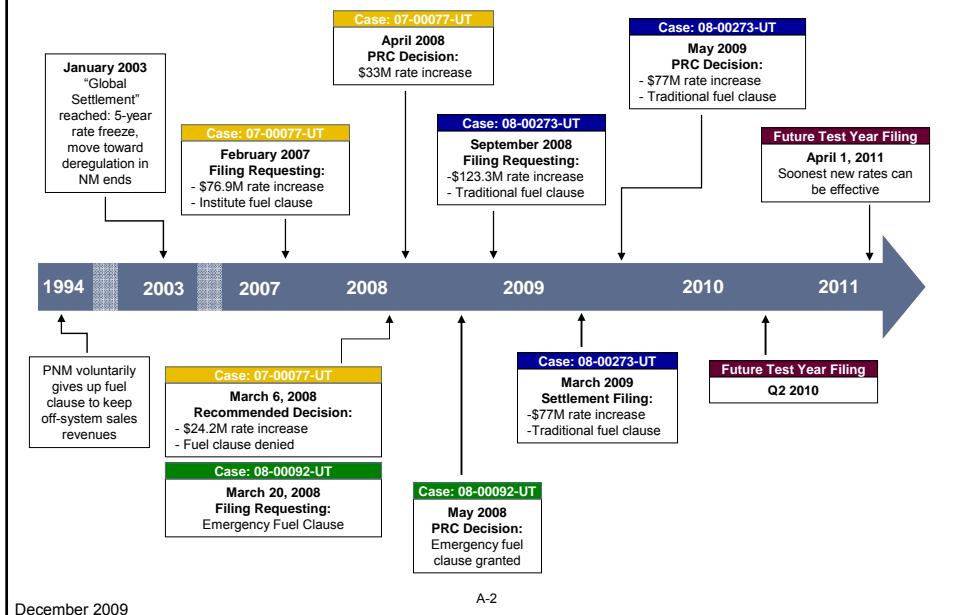 Case: 07-00077-UT
April 2008
PRC Decision:
$33M rate increase
Case: 08-00273-UT
May 2009
PRC Decision:
- $77M rate increase
- Traditional fuel clause
January 2003
“Global
Settlement”
reached: 5-year
rate freeze,
move toward
deregulation in
NM ends
Case: 07-00077-UT
February 2007
Filing Requesting:
- $76.9M rate increase
- Institute fuel clause
Case: 08-00273-UT
September 2008
Filing Requesting:
-$123.3M rate increase
- Traditional fuel clause
Future Test Year Filing
April 1, 2011
Soonest new rates can
be effective
1994 2003 2007 2008 2009 2010 2011
PNM voluntarily
gives up fuel
clause to keep
off-system sales
revenues
Case: 07-00077-UT
March 6, 2008
Recommended Decision:
- $24.2M rate increase
- Fuel clause denied
Case: 08-00092-UT
March 20, 2008
Filing Requesting:
Emergency Fuel Clause
Case: 08-00092-UT
May 2008
PRC Decision:
Emergency fuel
clause granted
Case: 08-00273-UT
March 2009
Settlement Filing:
-$77M rate increase
-Traditional fuel clause
Future Test Year Filing
Q2 2010
A-2
December 2009